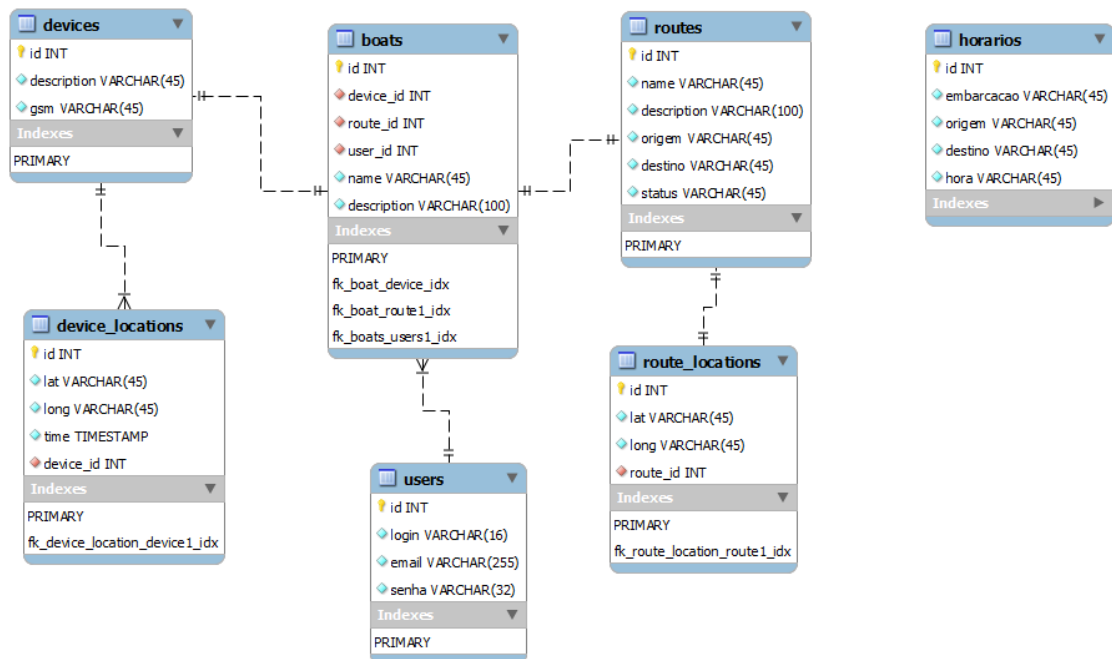 devices
id INT
description VARCHAR(45)
gsm VARCHAR(45)
Indexes
PRIMARY
boats
id INT
device_id INT
route_id INT
user_id INT
name VARCHAR(45)
description VARCHAR(100)
Indexes
PRIMARY
fk_boat_device_idx
fk_boat_route1_idx
fk_boats_users1_idx
routes
id INT
name VARCHAR(45)
description VARCHAR(100)
origem VARCHAR(45)
destino VARCHAR(45)
status VARCHAR(45)
Indexes
PRIMARY
horarios
id INT
embarcacao VARCHAR(45)
origem VARCHAR(45)
destino VARCHAR(45)
hora VARCHAR(45)
Indexes
device_locations
id INT
lat VARCHAR(45)
long VARCHAR(45)
time TIMESTAMP
device_id INT
Indexes
PRIMARY
fk_device_location_device1_idx
users
id INT
login VARCHAR(16)
email VARCHAR(255)
senha VARCHAR(32)
Indexes
PRIMARY
route_locations
id INT
lat VARCHAR(45)
long VARCHAR(45)
route_id INT
Indexes
PRIMARY
fk_route_location_route1_idx